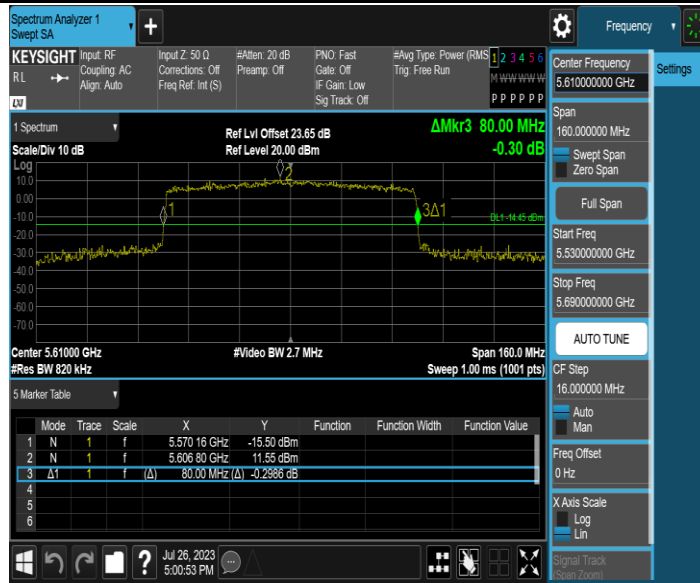 Spectrum Analyzer 1
Swept SA
+
Frequency
KEYSIGHT
RL
Input: RF
Coupling: AC
Align: Auto
Input Z: 50 Ω
Corrections: Off
Freq Ref: Int (S)
#Atten: 20 dB
Preamp: Off
PNO: Fast
Gate: Off
IF Gain: Low
Sig Track: Off
#Avg Type: Power (RMS
Trig: Free Run
1 2 3 4 5 6
M W W W W W
P P P P P P
LXI
Center Frequency
5.610000000 GHz
Settings
Span
160.000000 MHz
Swept Span
Zero Span
Full Span
Start Freq
5.530000000 GHz
Stop Freq
5.690000000 GHz
AUTO TUNE
CF Step
16.000000 MHz
Auto
Man
Freq Offset
0 Hz
X Axis Scale
Log
Lin
Signal Track
(Span Zoom)
1 Spectrum
Scale/Div 10 dB
Ref Lvl Offset 23.65 dB
Ref Level 20.00 dBm
ΔMkr3 80.00 MHz
-0.30 dB
Log
10.0
0.00
-10.0
-20.0
-30.0
-40.0
-50.0
-60.0
-70.0
1
2
3Δ1
DL1 -14.45 dBm
Center 5.61000 GHz
#Video BW 2.7 MHz
Span 160.0 MHz
#Res BW 820 kHz
Sweep 1.00 ms (1001 pts)
5 Marker Table
Mode Trace Scale X Y Function Function Width Function Value
1 N 1 f 5.570 16 GHz -15.50 dBm
2 N 1 f 5.606 80 GHz 11.55 dBm
3 Δ1 1 f (Δ) 80.00 MHz (Δ) -0.2986 dB
4
5
6
?
Jul 26, 2023
5:00:53 PM